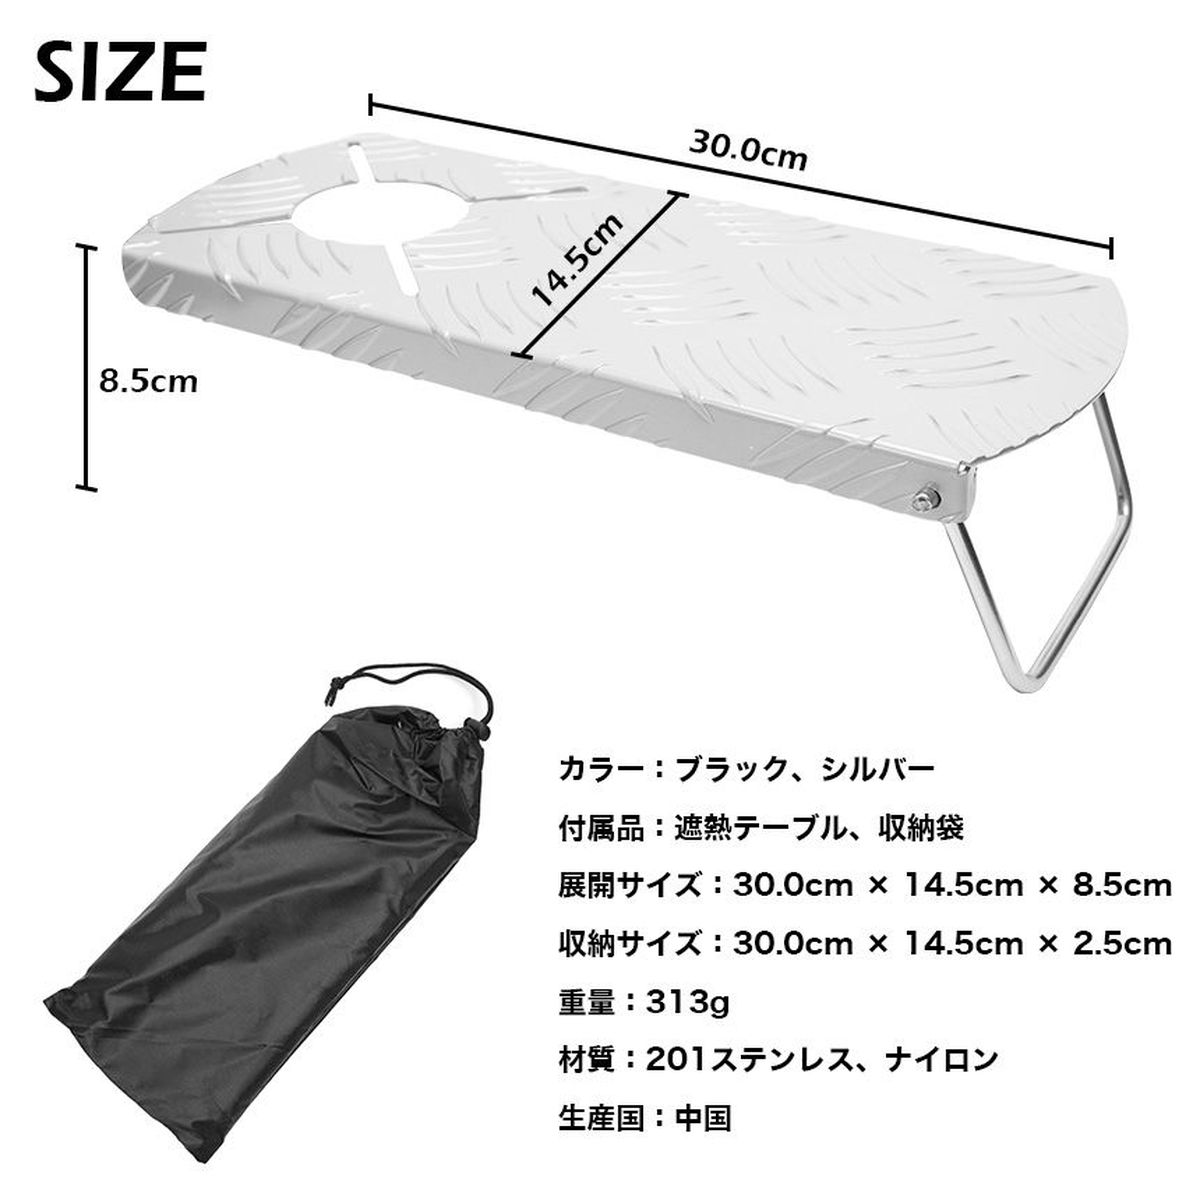 SIZE
30.0cm
14.5cm
8.5cm
カラー：ブラック、シルバー
付属品：遮熱テーブル、収納袋
展開サイズ：30.0cm × 14.5cm × 8.5cm
収納サイズ：30.0cm × 14.5cm × 2.5cm
重量：313g
材質：201ステンレス、ナイロン
生産国：中国